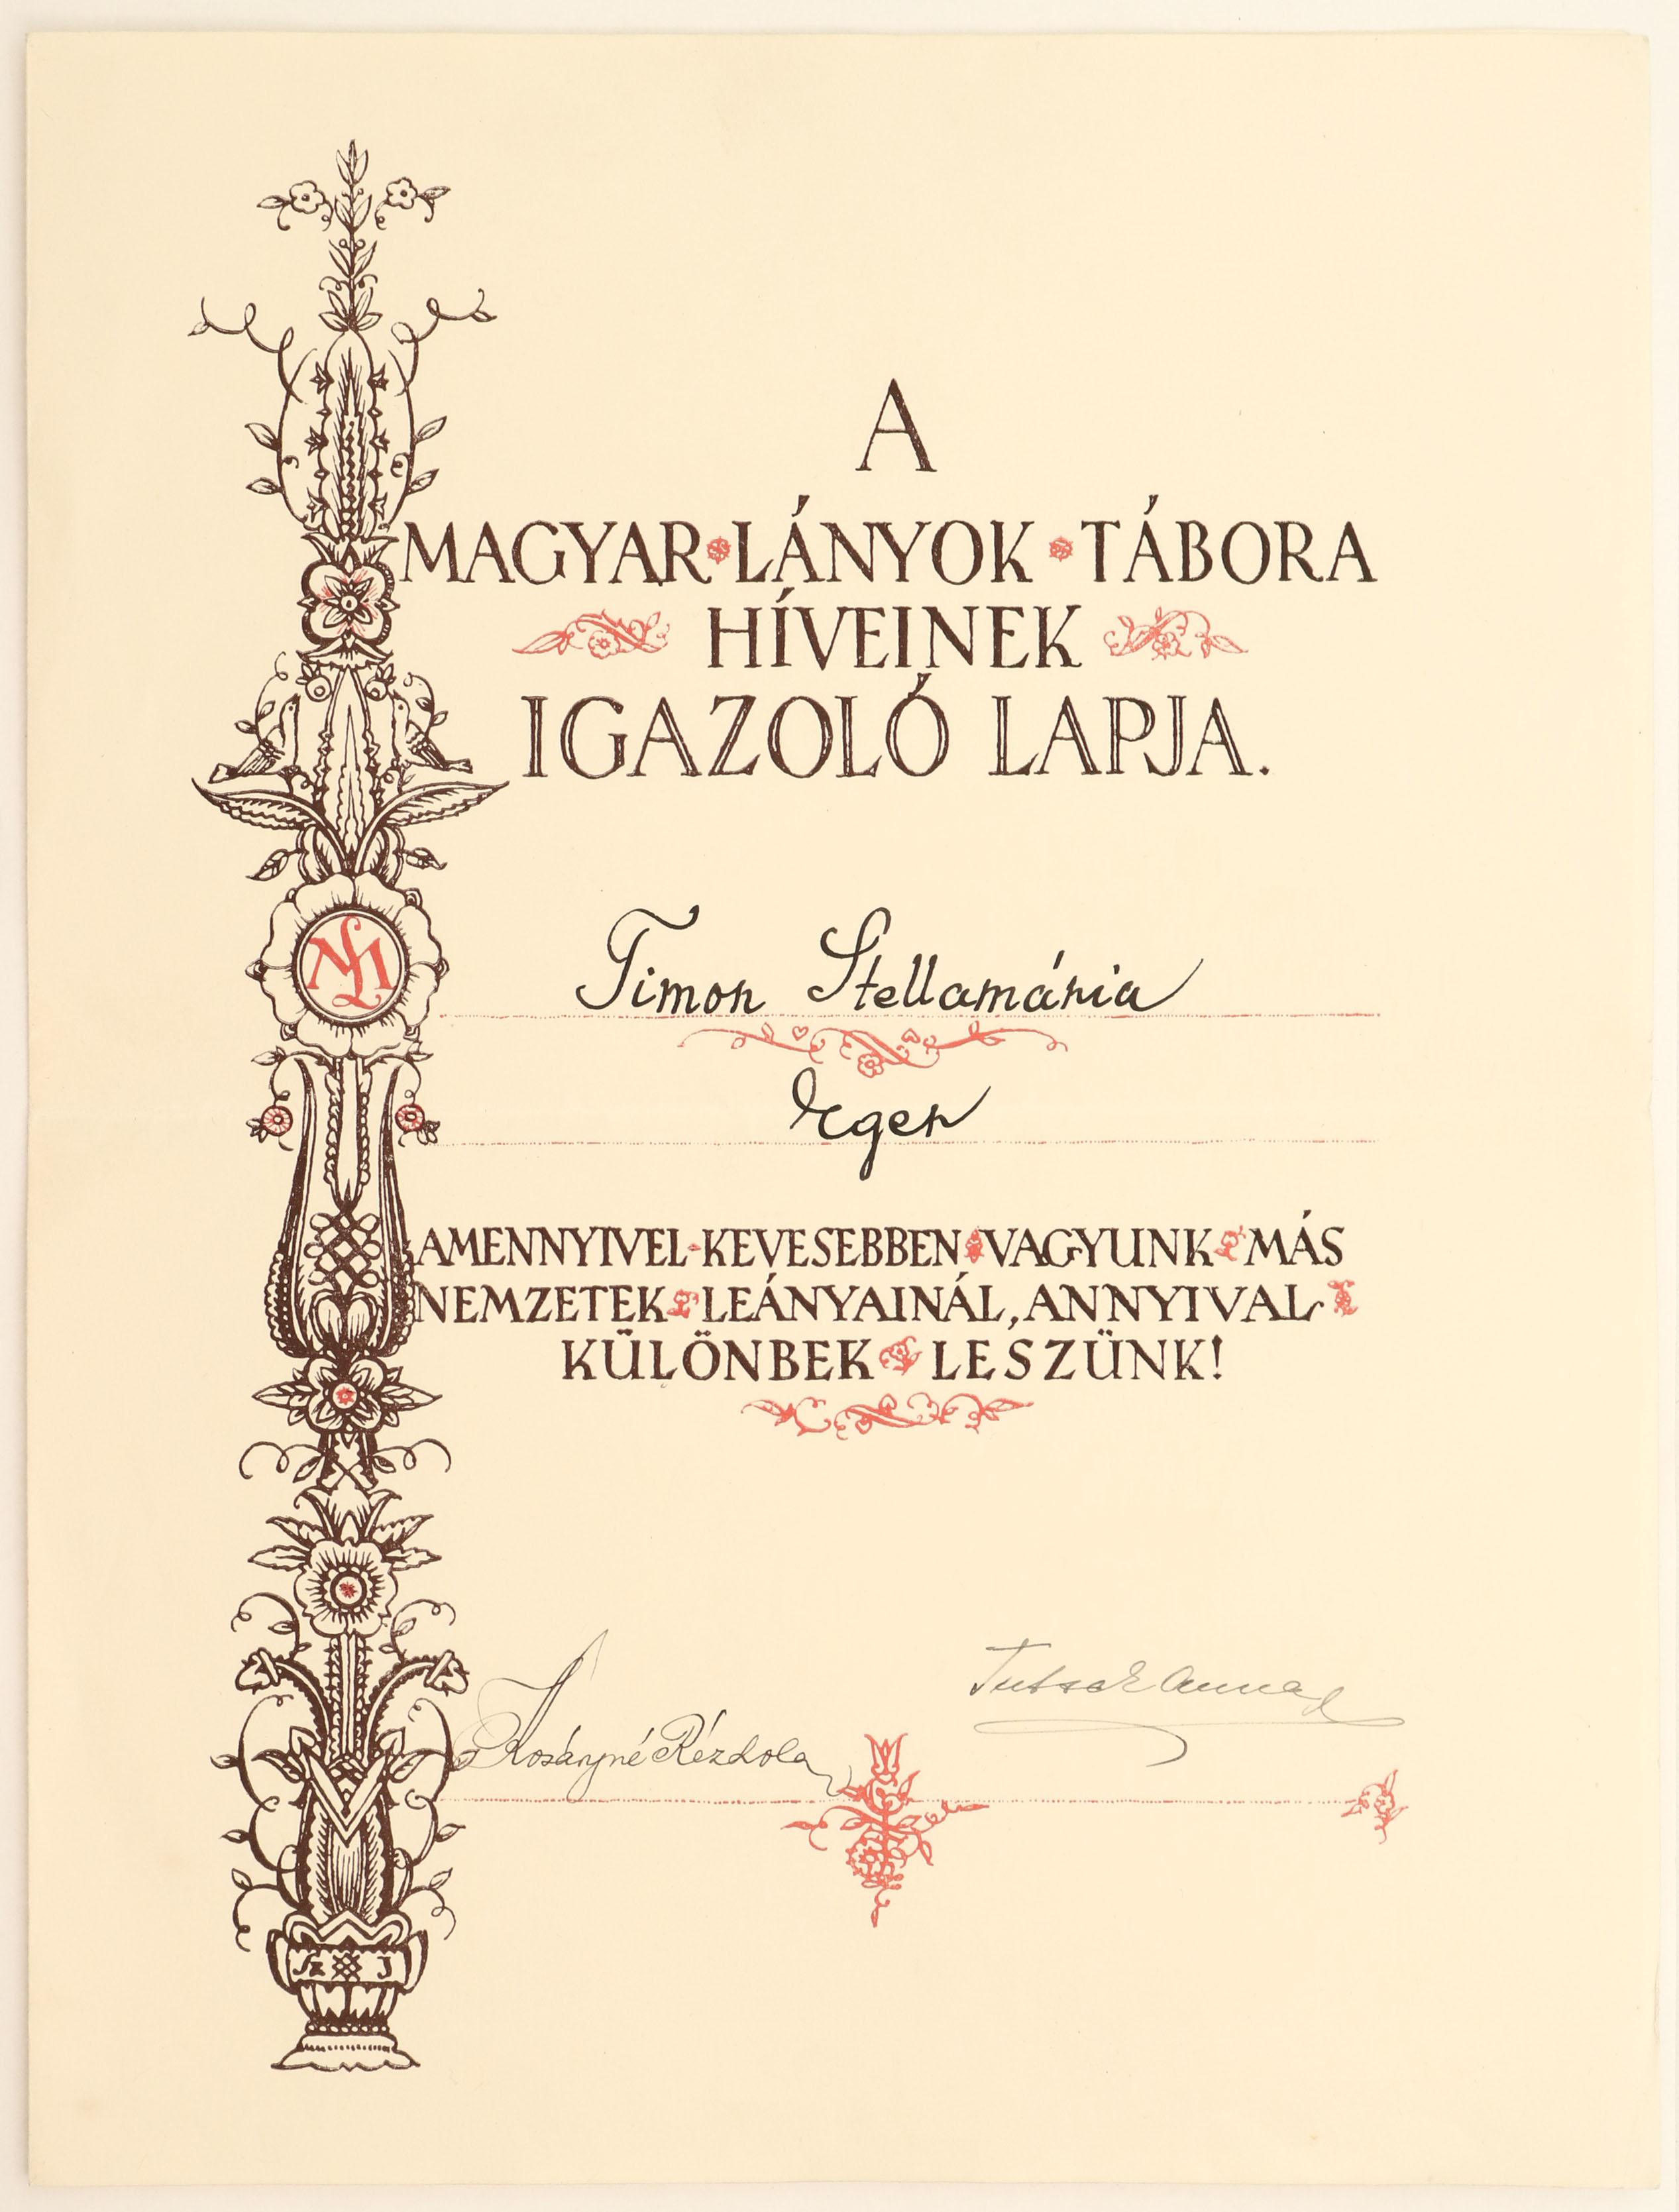 A
MAGYAR LÁNYOK TÁBORA
HÍVEINEK
IGAZOLÓ LAPJA.
Timon Stellamária
ML
Eger
AMENNYIVEL KEVESEBBEN VAGYUNK MÁS
NEMZETEK LEÁNYAINÁL, ANNYIVAL
KÜLÖNBEK LESZÜNK!
Tutsek Anna
Kosáryné Réz Lola
Sz J